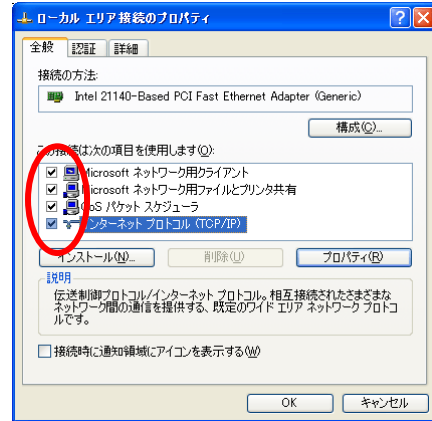 ローカル エリア接続のプロパティ
全般 認証 詳細
接続の方法:
Intel 21140-Based PCI Fast Ethernet Adapter (Generic)
構成(C)...
この接続は次の項目を使用します(O):
Microsoft ネットワーク用クライアント
Microsoft ネットワーク用ファイルとプリンタ共有
QoS パケット スケジューラ
インターネット プロトコル (TCP/IP)
インストール(N)... 削除(U) プロパティ(R)
説明
伝送制御プロトコル/インターネット プロトコル。相互接続されたさまざまな
ネットワーク間の通信を提供する、既定のワイド エリア ネットワーク プロトコ
ルです。
接続時に通知領域にアイコンを表示する(W)
OK キャンセル